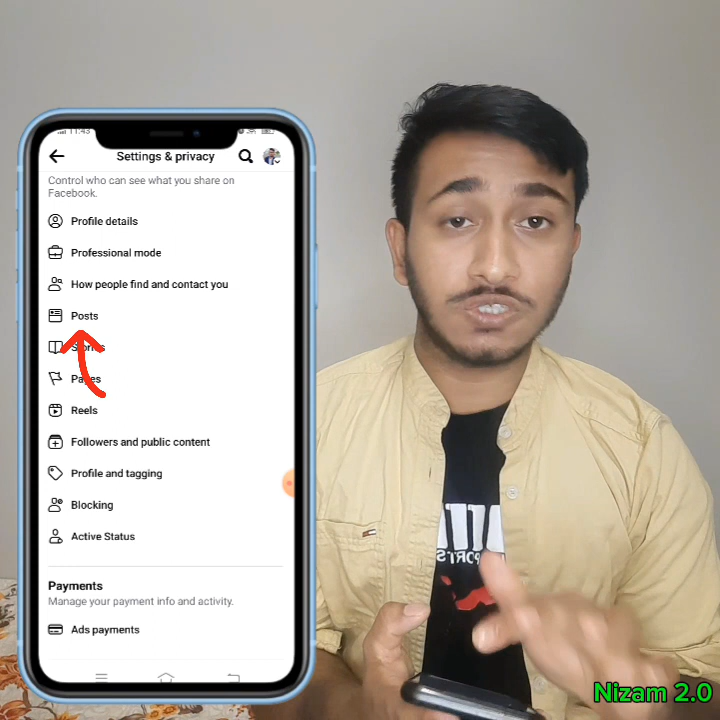 11:43
Settings & privacy
Control who can see what you share on
Facebook.
Profile details
Professional mode
How people find and contact you
Posts
Stories
Pages
Reels
Followers and public content
Profile and tagging
Blocking
Active Status
Payments
Manage your payment info and activity.
Ads payments
Nizam 2.0